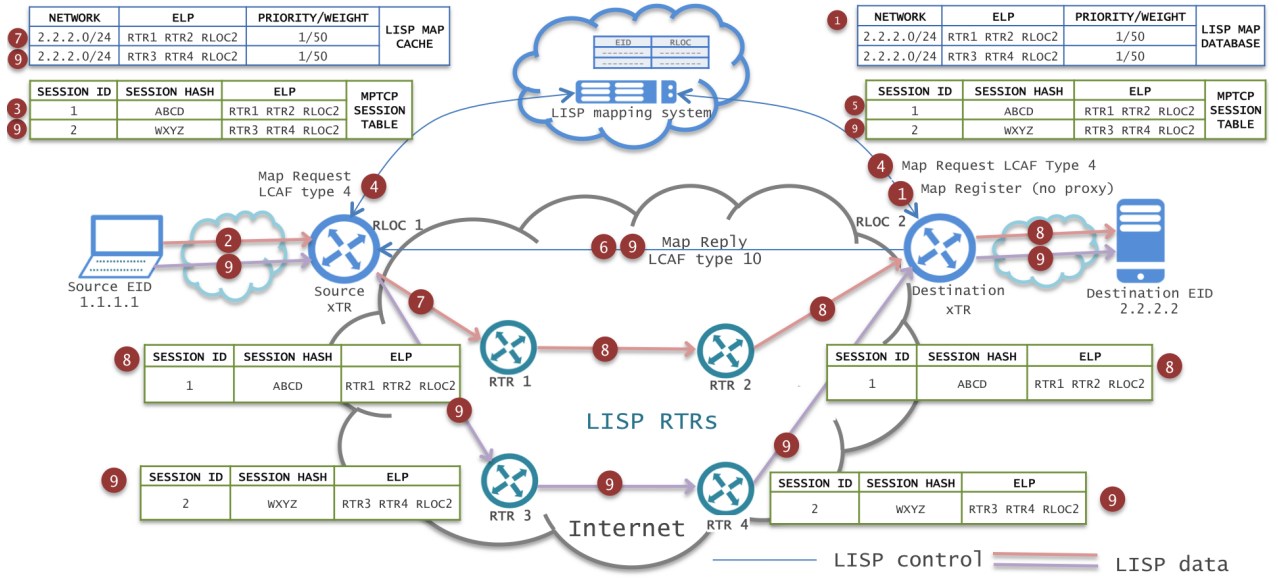 NETWORK ELP PRIORITY/WEIGHT LISP MAP CACHE
7 2.2.2.0/24 RTR1 RTR2 RLOC2 1/50
9 2.2.2.0/24 RTR3 RTR4 RLOC2 1/50
EID RLOC
LISP mapping system
1 NETWORK ELP PRIORITY/WEIGHT LISP MAP DATABASE
2.2.2.0/24 RTR1 RTR2 RLOC2 1/50
2.2.2.0/24 RTR3 RTR4 RLOC2 1/50
SESSION ID SESSION HASH ELP MPTCP SESSION TABLE
3 1 ABCD RTR1 RTR2 RLOC2
9 2 WXYZ RTR3 RTR4 RLOC2
SESSION ID SESSION HASH ELP MPTCP SESSION TABLE
5 1 ABCD RTR1 RTR2 RLOC2
9 2 WXYZ RTR3 RTR4 RLOC2
Map Request
LCAF type 4
4
4 Map Request LCAF Type 4
1 Map Register (no proxy)
RLOC 1
RLOC 2
6 9 Map Reply
LCAF type 10
2
9
Source EID
1.1.1.1
Source
xTR
8
9
Destination
xTR
Destination EID
2.2.2.2
7
8
8
RTR 1
RTR 2
8
SESSION ID SESSION HASH ELP
1 ABCD RTR1 RTR2 RLOC2
SESSION ID SESSION HASH ELP
1 ABCD RTR1 RTR2 RLOC2
8
9
LISP RTRs
9
9
SESSION ID SESSION HASH ELP
2 WXYZ RTR3 RTR4 RLOC2
9
RTR 3
RTR 4
SESSION ID SESSION HASH ELP
2 WXYZ RTR3 RTR4 RLOC2
9
Internet
LISP control
LISP data